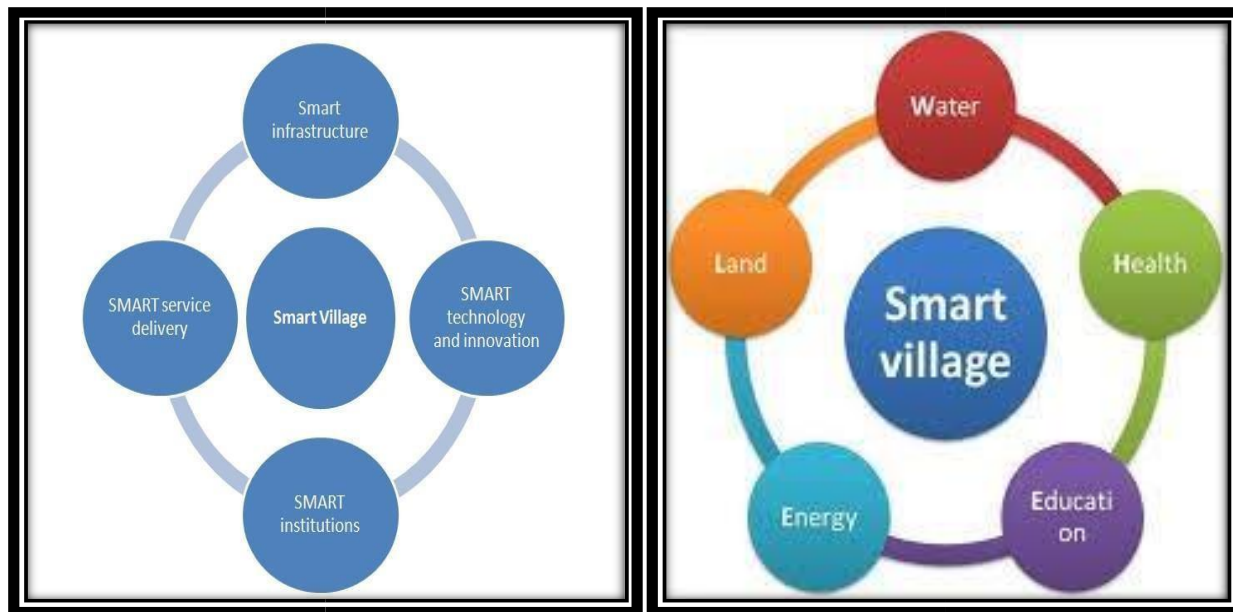 Smart
infrastructure
SMART service
delivery
Smart Village
SMART
technology
and innovation
SMART
institutions
Water
Land
Health
Smart
village
Energy
Educati
on